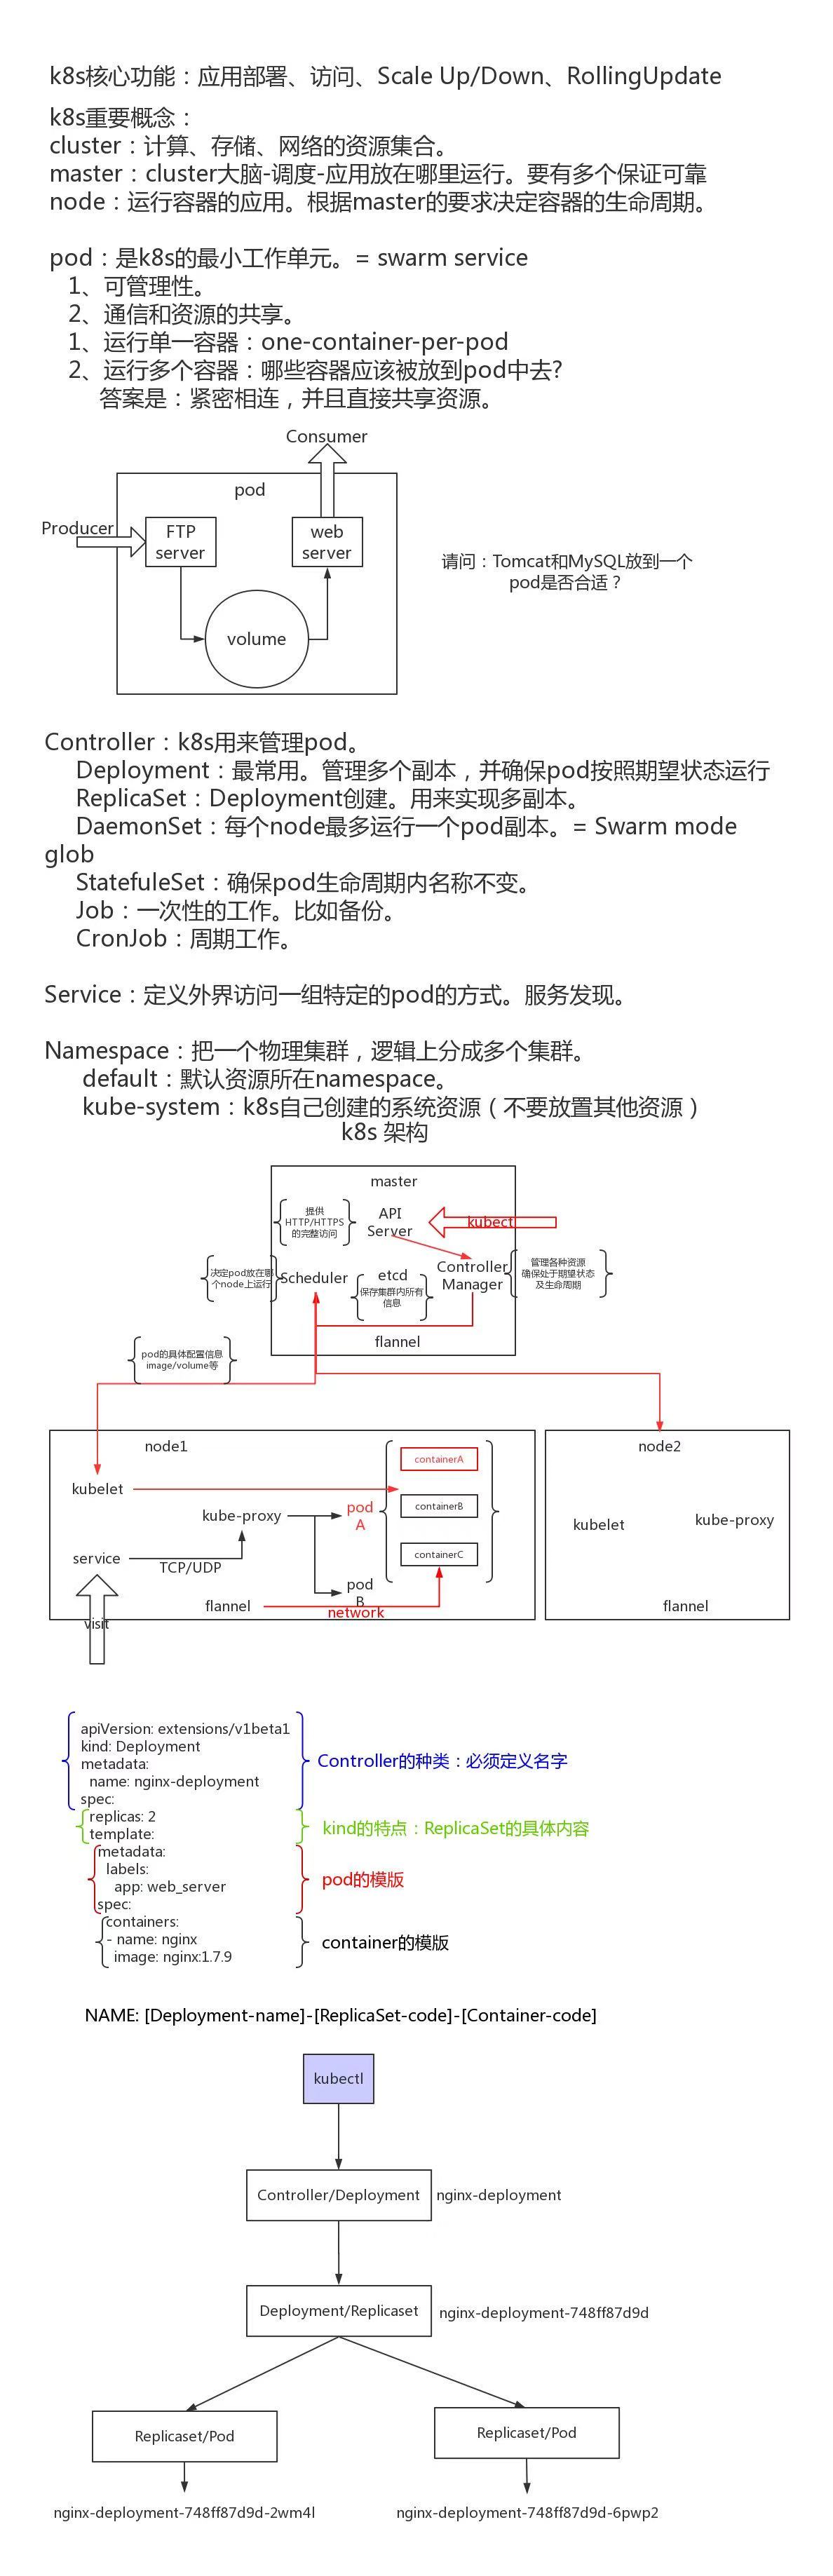 k8s核心功能：应用部署、访问、Scale Up/Down、RollingUpdate
k8s重要概念：
cluster：计算、存储、网络的资源集合。
master：cluster大脑-调度-应用放在哪里运行。要有多个保证可靠
node：运行容器的应用。根据master的要求决定容器的生命周期。
pod：是k8s的最小工作单元。= swarm service
1、可管理性。
2、通信和资源的共享。
1、运行单一容器：one-container-per-pod
2、运行多个容器：哪些容器应该被放到pod中去?
答案是：紧密相连，并且直接共享资源。
Consumer
pod
Producer
FTP
server
web
server
volume
请问：Tomcat和MySQL放到一个
pod是否合适？
Controller：k8s用来管理pod。
Deployment：最常用。管理多个副本，并确保pod按照期望状态运行
ReplicaSet：Deployment创建。用来实现多副本。
DaemonSet：每个node最多运行一个pod副本。= Swarm mode
glob
StatefuleSet：确保pod生命周期内名称不变。
Job：一次性的工作。比如备份。
CronJob：周期工作。
Service：定义外界访问一组特定的pod的方式。服务发现。
Namespace：把一个物理集群，逻辑上分成多个集群。
default：默认资源所在namespace。
kube-system：k8s自己创建的系统资源（不要放置其他资源）
k8s 架构
master
提供
HTTP/HTTPS
的完整访问
API
Server
kubect
决定pod放在哪
个node上运行
Scheduler
etcd
保存集群内所有
信息
Controller
Manager
管理各种资源
确保处于期望状态
及生命周期
flannel
pod的具体配置信息
image/volume等
node1
kubelet
kube-proxy
service
TCP/UDP
pod
A
pod
B
containerA
containerB
containerC
flannel
network
visit
node2
kubelet
kube-proxy
flannel
apiVersion: extensions/v1beta1
kind: Deployment
metadata:
name: nginx-deployment
spec:
Controller的种类：必须定义名字
replicas: 2
template:
kind的特点：ReplicaSet的具体内容
metadata:
labels:
app: web_server
spec:
pod的模版
containers:
- name: nginx
image: nginx:1.7.9
container的模版
NAME: [Deployment-name]-[ReplicaSet-code]-[Container-code]
kubectl
Controller/Deployment
nginx-deployment
Deployment/Replicaset
nginx-deployment-748ff87d9d
Replicaset/Pod
Replicaset/Pod
nginx-deployment-748ff87d9d-2wm4l
nginx-deployment-748ff87d9d-6pwp2